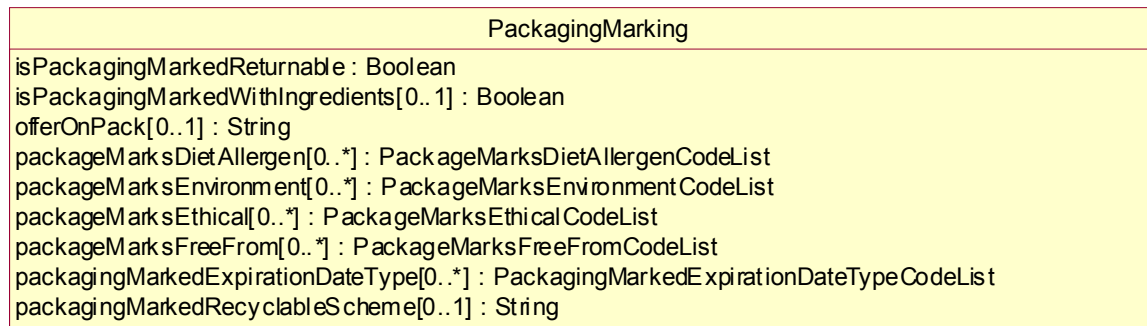 PackagingMarking
isPackagingMarkedReturnable : Boolean
isPackagingMarkedWithIngredients[0..1] : Boolean
offerOnPack[0..1] : String
packageMarksDietAllergen[0..*] : PackageMarksDietAllergenCodeList
packageMarksEnvironment[0..*] : PackageMarksEnvironmentCodeList
packageMarksEthical[0..*] : PackageMarksEthicalCodeList
packageMarksFreeFrom[0..*] : PackageMarksFreeFromCodeList
packagingMarkedExpirationDateType[0..*] : PackagingMarkedExpirationDateTypeCodeList
packagingMarkedRecyclableScheme[0..1] : String